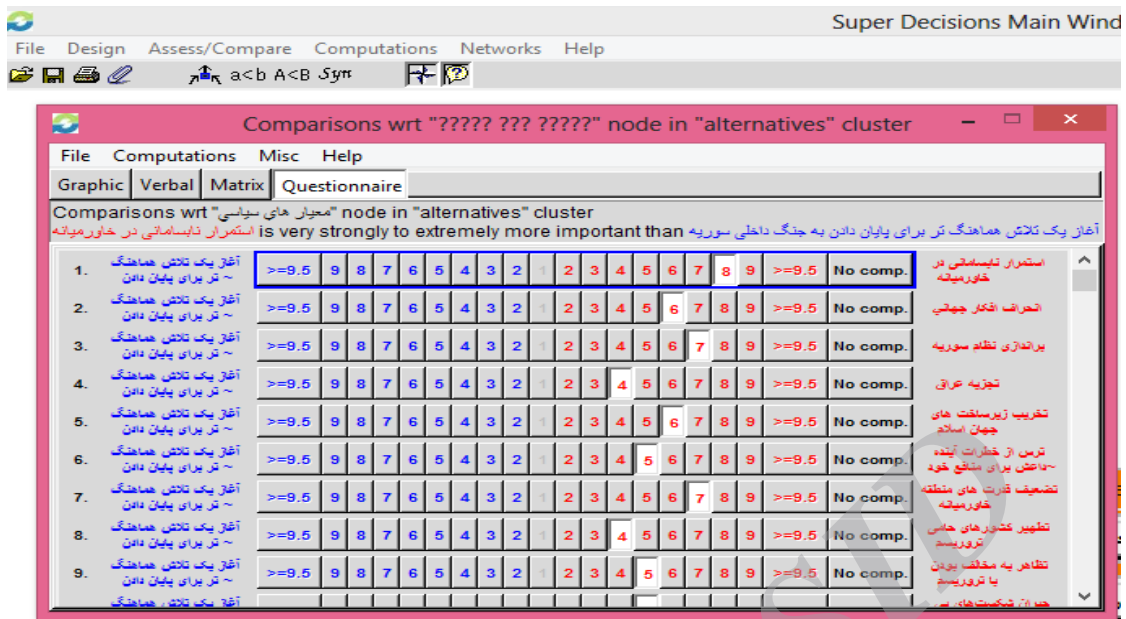 Super Decisions Main Wind
File Design Assess/Compare Computations Networks Help
a<b A<B Syn
Comparisons wrt "????? ??? ?????" node in "alternatives" cluster
File Computations Misc Help
Graphic Verbal Matrix Questionnaire
Comparisons wrt "معیار های سیاسی" node in "alternatives" cluster
آغاز یک تلاش هماهنگ تر برای پایان دادن به جنگ داخلی سوریه is very strongly to extremely more important than استمرار نابسامانی در خاورمیانه
1. آغاز یک تلاش هماهنگ ~ تر برای پایان دادن >=9.5 9 8 7 6 5 4 3 2 1 2 3 4 5 6 7 8 9 >=9.5 No comp. استمرار نابسامانی در خاورمیانه
2. آغاز یک تلاش هماهنگ ~ تر برای پایان دادن >=9.5 9 8 7 6 5 4 3 2 1 2 3 4 5 6 7 8 9 >=9.5 No comp. انحراف افکار جهانی
3. آغاز یک تلاش هماهنگ ~ تر برای پایان دادن >=9.5 9 8 7 6 5 4 3 2 1 2 3 4 5 6 7 8 9 >=9.5 No comp. براندازی نظام سوریه
4. آغاز یک تلاش هماهنگ ~ تر برای پایان دادن >=9.5 9 8 7 6 5 4 3 2 1 2 3 4 5 6 7 8 9 >=9.5 No comp. تجزیه عراق
5. آغاز یک تلاش هماهنگ ~ تر برای پایان دادن >=9.5 9 8 7 6 5 4 3 2 1 2 3 4 5 6 7 8 9 >=9.5 No comp. تخریب زیرساخت های جهان اسلام
6. آغاز یک تلاش هماهنگ ~ تر برای پایان دادن >=9.5 9 8 7 6 5 4 3 2 1 2 3 4 5 6 7 8 9 >=9.5 No comp. ترس از خطرات آینده ~داعش برای منافع خود
7. آغاز یک تلاش هماهنگ ~ تر برای پایان دادن >=9.5 9 8 7 6 5 4 3 2 1 2 3 4 5 6 7 8 9 >=9.5 No comp. تضعیف قدرت های منطقه خاورمیانه
8. آغاز یک تلاش هماهنگ ~ تر برای پایان دادن >=9.5 9 8 7 6 5 4 3 2 1 2 3 4 5 6 7 8 9 >=9.5 No comp. تطهیر کشورهای حامی تروریسم
9. آغاز یک تلاش هماهنگ ~ تر برای پایان دادن >=9.5 9 8 7 6 5 4 3 2 1 2 3 4 5 6 7 8 9 >=9.5 No comp. تظاهر به مخالف بودن با تروریسم
آغاز یک تلاش هماهنگ
SID